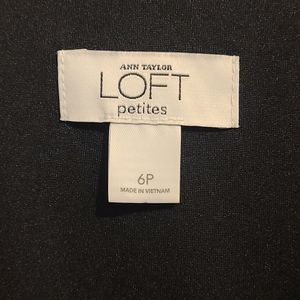 ANN TAYLOR
LOFT
petites
6P
MADE IN VIETNAM